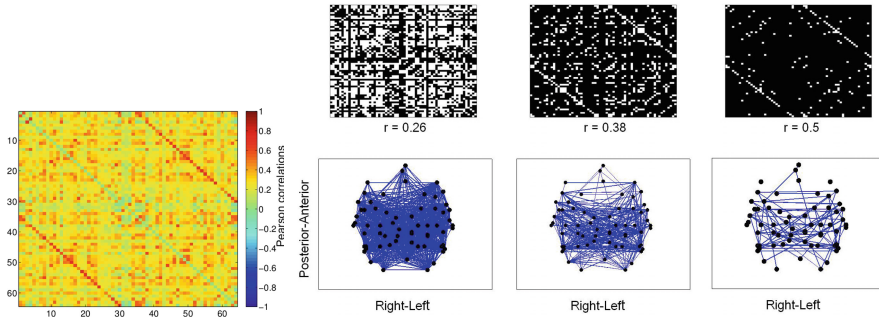 r = 0.26
r = 0.38
r = 0.5
10
20
30
40
50
60
10 20 30 40 50 60
1
0.8
0.6
0.4
0.2
0
−0.2
−0.4
−0.6
−0.8
−1
Pearson correlations
Posterior-Anterior
Right-Left
Right-Left
Right-Left